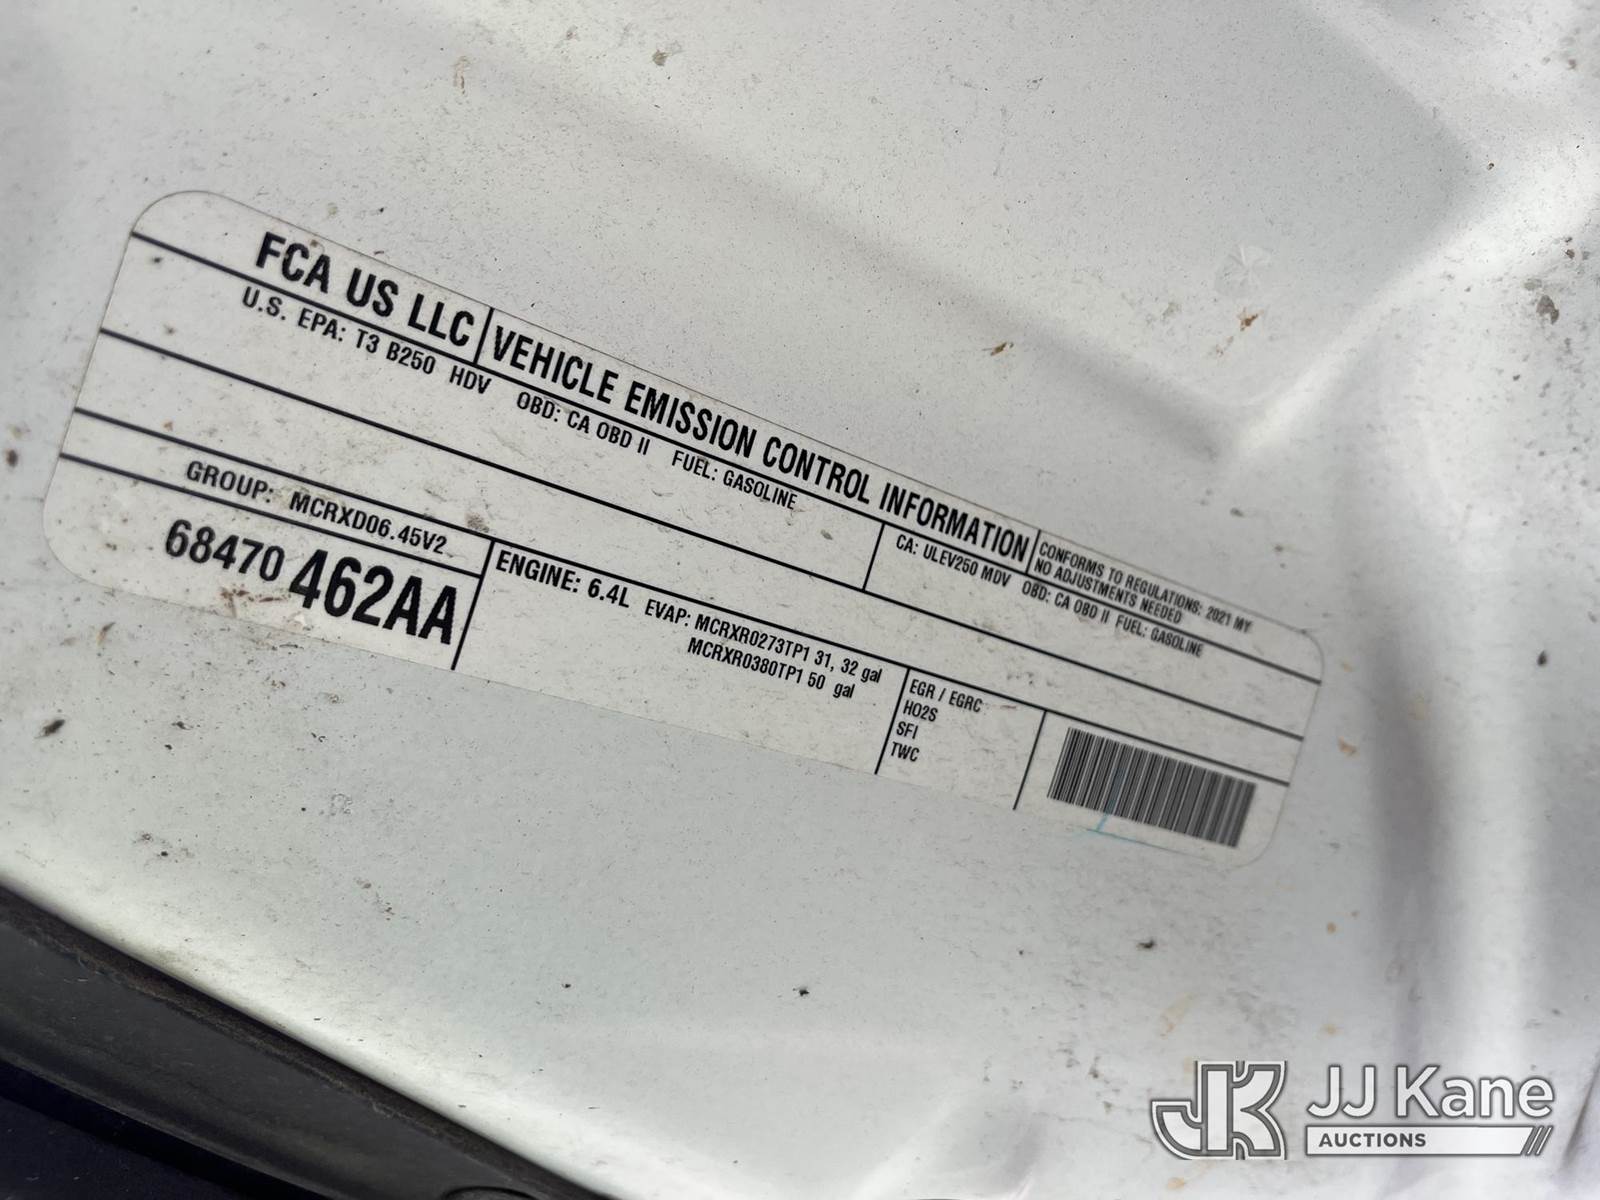 FCA US LLC
VEHICLE EMISSION CONTROL INFORMATION
CONFORMS TO REGULATIONS: 2021 MY
NO ADJUSTMENTS NEEDED
U.S. EPA: T3 B250 HDV OBD: CA OBD II FUEL: GASOLINE
CA: ULEV250 MDV OBD: CA OBD II FUEL: GASOLINE
GROUP: MCRXD06.45V2
68470 462AA
ENGINE: 6.4L EVAP: MCRXR0273TP1 31, 32 gal
MCRXR0380TP1 50 gal
EGR / EGRC
HO2S
SFI
TWC
JJ Kane
AUCTIONS